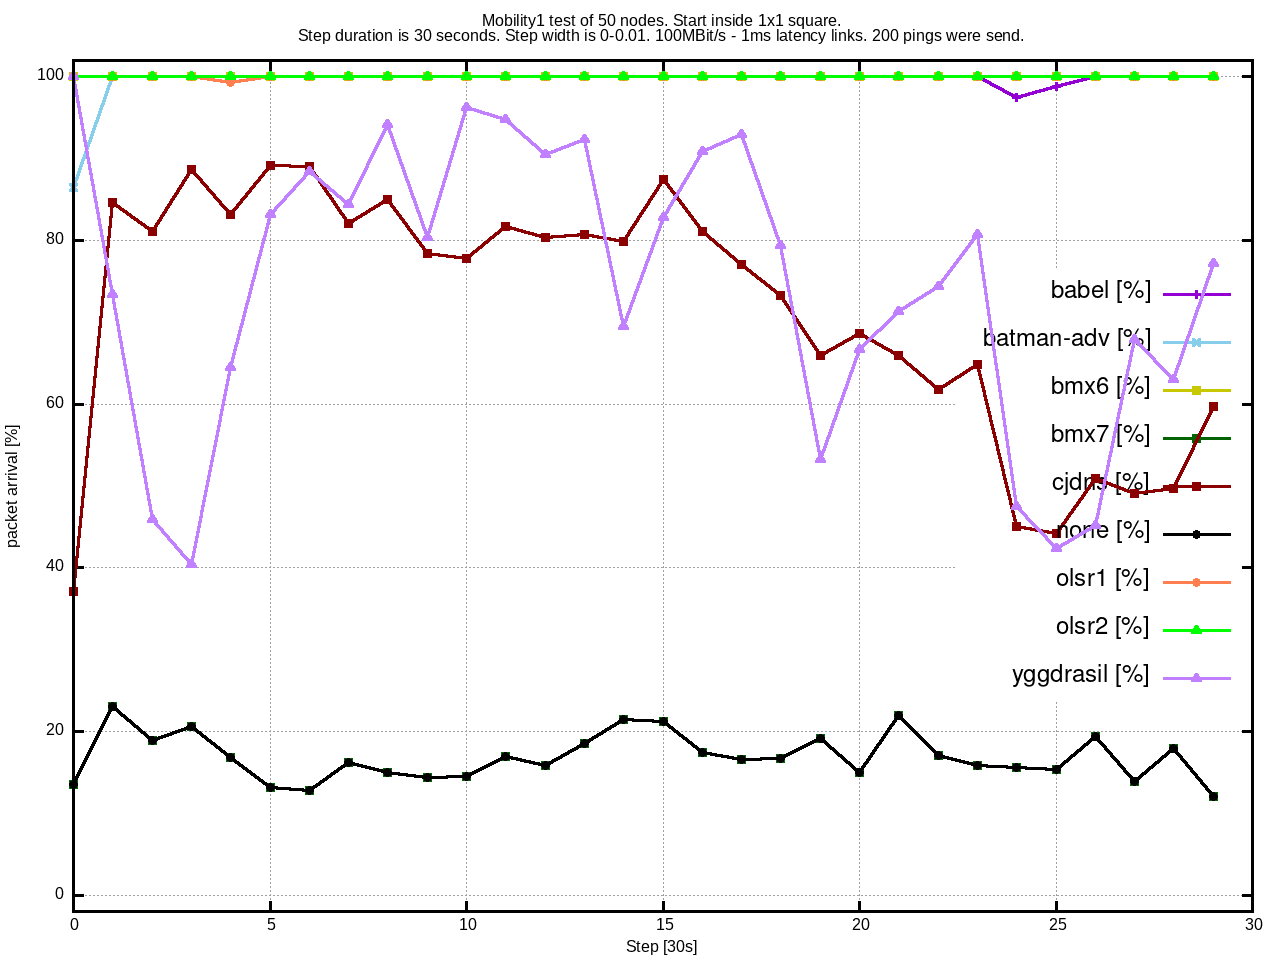 Mobility1 test of 50 nodes. Start inside 1x1 square.
Step duration is 30 seconds. Step width is 0-0.01. 100MBit/s - 1ms latency links. 200 pings were send.
100
80
60
40
20
0
packet arrival [%]
babel [%]
batman-adv [%]
bmx6 [%]
bmx7 [%]
cjdns [%]
none [%]
olsr1 [%]
olsr2 [%]
yggdrasil [%]
0 5 10 15 20 25 30
Step [30s]